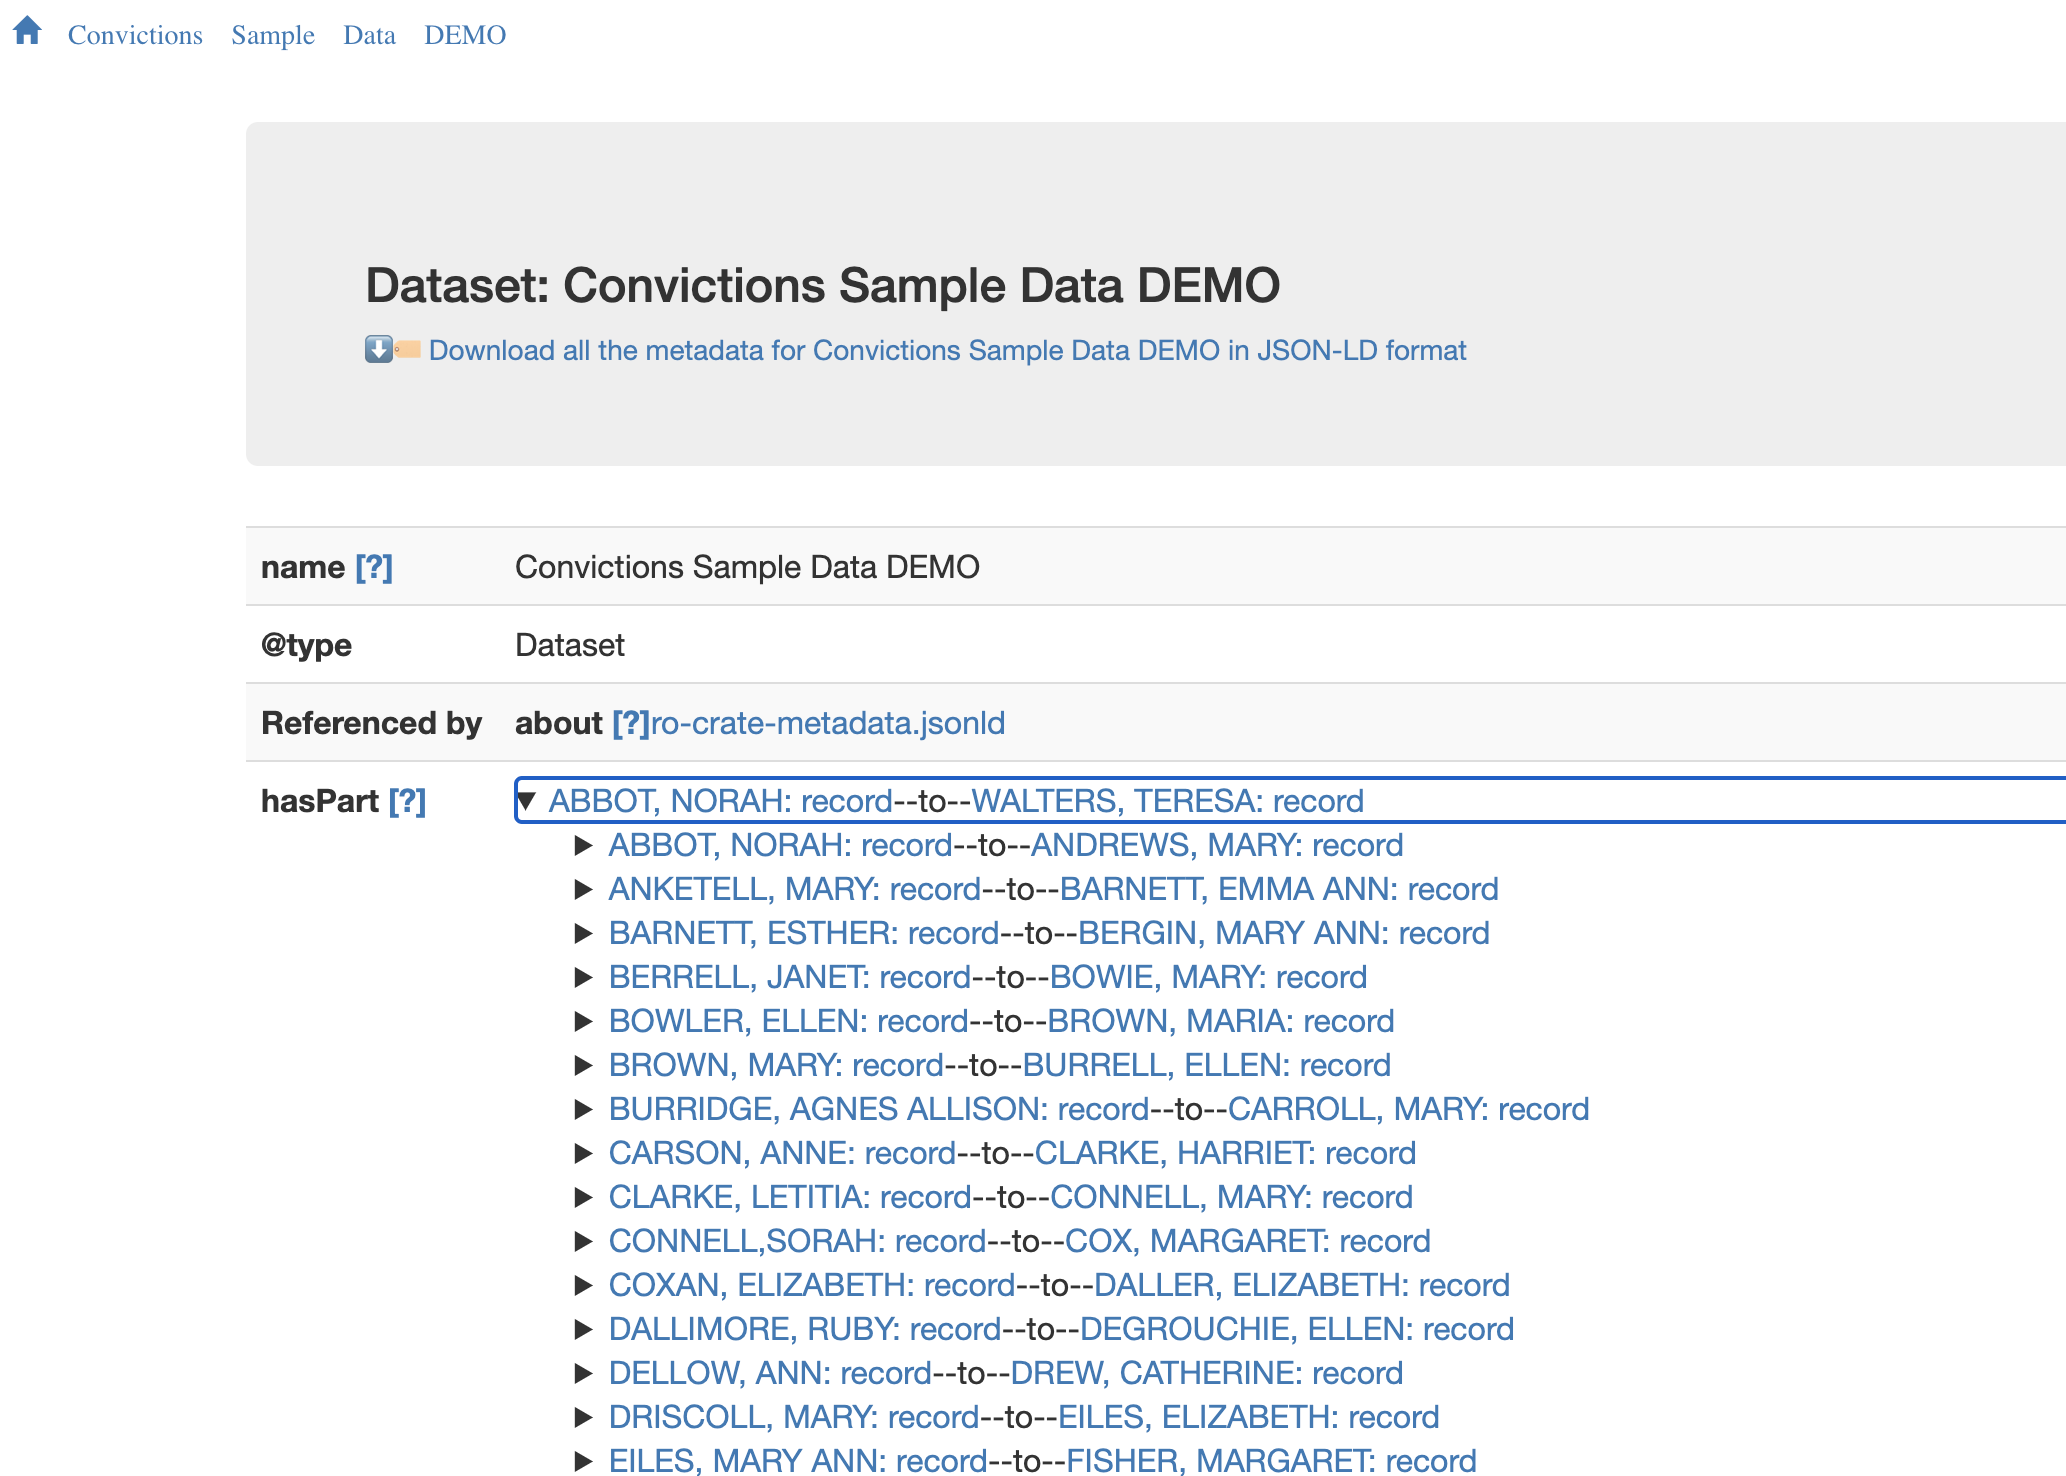 Convictions Sample Data DEMO
Dataset: Convictions Sample Data DEMO
Download all the metadata for Convictions Sample Data DEMO in JSON-LD format
name [?] Convictions Sample Data DEMO
@type Dataset
Referenced by about [?]ro-crate-metadata.jsonld
hasPart [?] ABBOT, NORAH: record--to--WALTERS, TERESA: record
ABBOT, NORAH: record--to--ANDREWS, MARY: record
ANKETELL, MARY: record--to--BARNETT, EMMA ANN: record
BARNETT, ESTHER: record--to--BERGIN, MARY ANN: record
BERRELL, JANET: record--to--BOWIE, MARY: record
BOWLER, ELLEN: record--to--BROWN, MARIA: record
BROWN, MARY: record--to--BURRELL, ELLEN: record
BURRIDGE, AGNES ALLISON: record--to--CARROLL, MARY: record
CARSON, ANNE: record--to--CLARKE, HARRIET: record
CLARKE, LETITIA: record--to--CONNELL, MARY: record
CONNELL,SORAH: record--to--COX, MARGARET: record
COXAN, ELIZABETH: record--to--DALLER, ELIZABETH: record
DALLIMORE, RUBY: record--to--DEGROUCHIE, ELLEN: record
DELLOW, ANN: record--to--DREW, CATHERINE: record
DRISCOLL, MARY: record--to--EILES, ELIZABETH: record
EILES, MARY ANN: record--to--FISHER, MARGARET: record